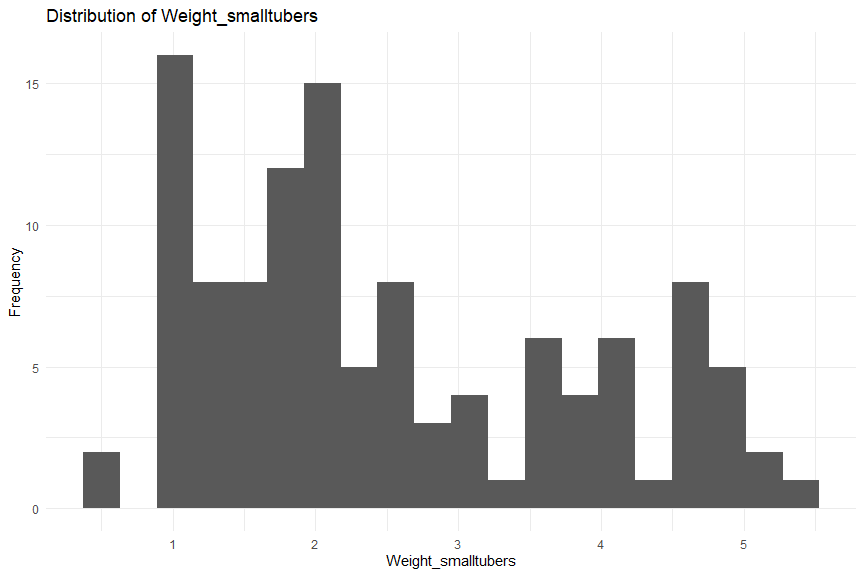 Distribution of Weight_smalltubers
15
10
5
0
Frequency
1 2 3 4 5
Weight_smalltubers